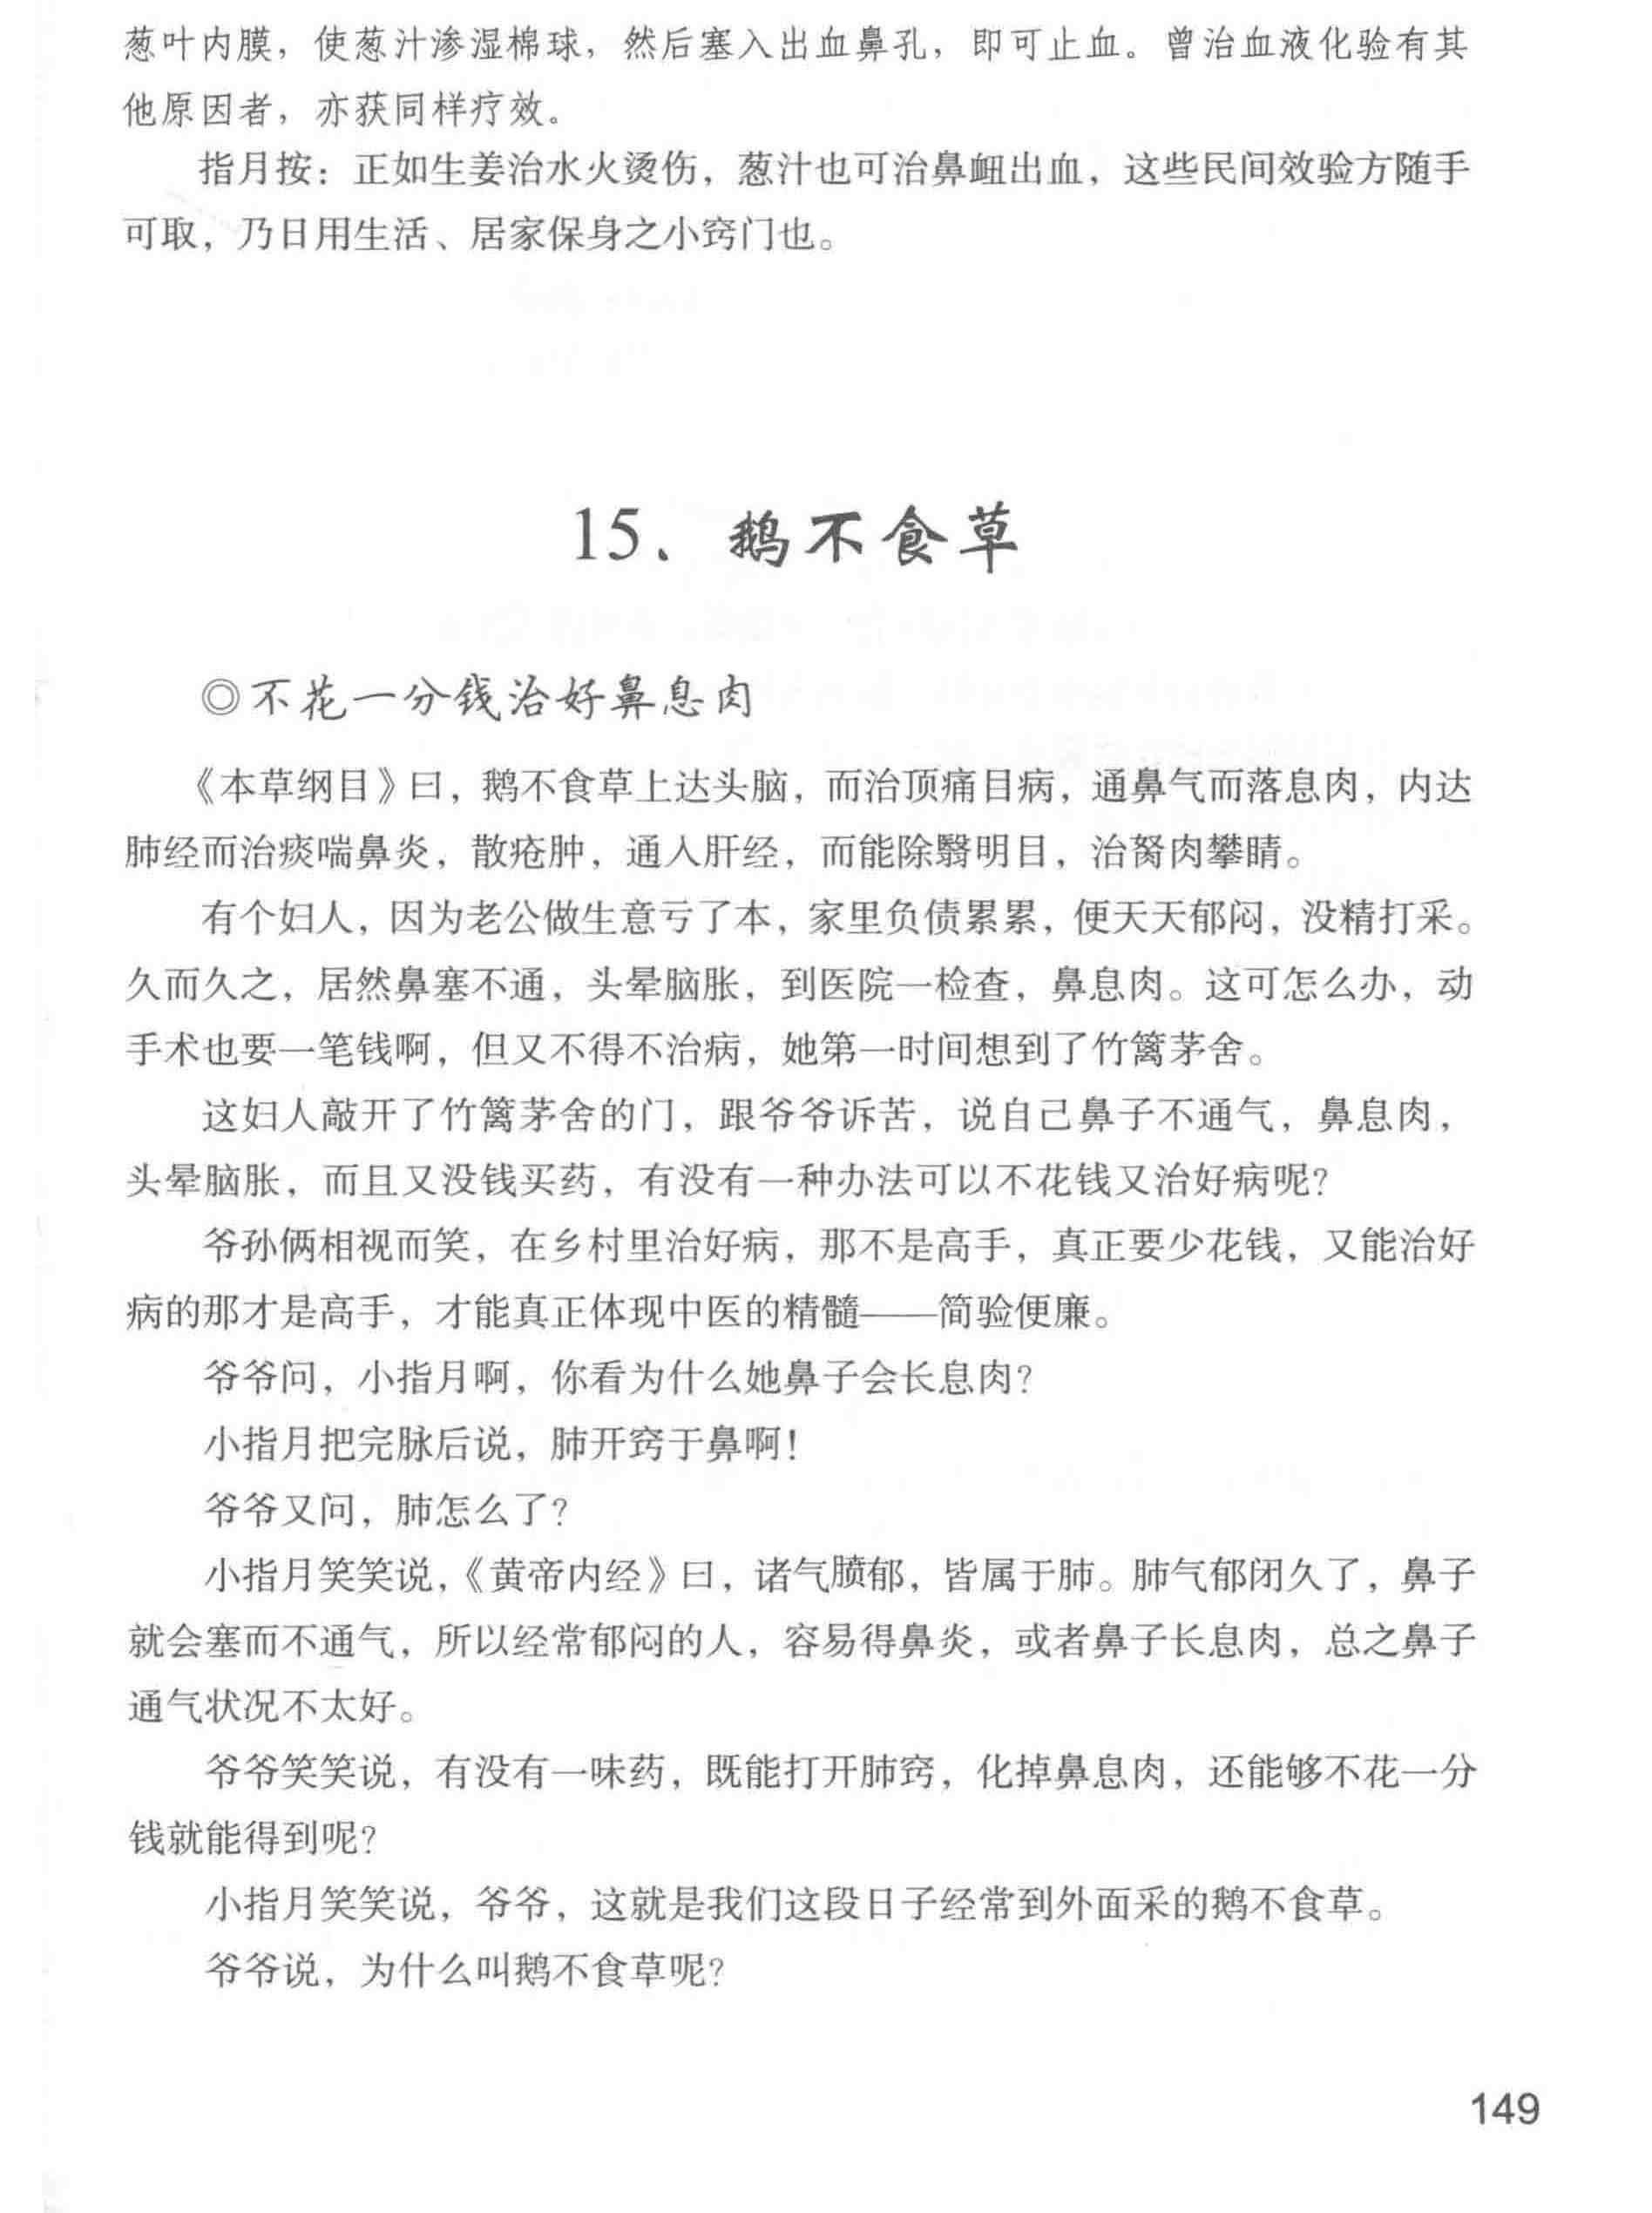 葱叶内膜，使葱汁渗湿棉球，然后塞入出血鼻孔，即可止血。曾治血液化验有其
他原因者，亦获同样疗效。
指月按：正如生姜治水火烫伤，葱汁也可治鼻衄出血，这些民间效验方随手
可取，乃日用生活、居家保身之小窍门也。
15、鹅不食草
◎不花一分钱治好鼻息肉
《本草纲目》曰，鹅不食草上达头脑，而治顶痛目病，通鼻气而落息肉，内达
肺经而治痰喘鼻炎，散疮肿，通入肝经，而能除翳明目，治胬肉攀睛。
有个妇人，因为老公做生意亏了本，家里负债累累，便天天郁闷，没精打采。
久而久之，居然鼻塞不通，头晕脑胀，到医院一检查，鼻息肉。这可怎么办，动
手术也要一笔钱啊，但又不得不治病，她第一时间想到了竹篱茅舍。
这妇人敲开了竹篱茅舍的门，跟爷爷诉苦，说自己鼻子不通气，鼻息肉，
头晕脑胀，而且又没钱买药，有没有一种办法可以不花钱又治好病呢？
爷孙俩相视而笑，在乡村里治好病，那不是高手，真正要少花钱，又能治好
病的那才是高手，才能真正体现中医的精髓——简验便廉。
爷爷问，小指月啊，你看为什么她鼻子会长息肉？
小指月把完脉后说，肺开窍于鼻啊！
爷爷又问，肺怎么了？
小指月笑笑说，《黄帝内经》曰，诸气膹郁，皆属于肺。肺气郁闭久了，鼻子
就会塞而不通气，所以经常郁闷的人，容易得鼻炎，或者鼻子长息肉，总之鼻子
通气状况不太好。
爷爷笑笑说，有没有一味药，既能打开肺窍，化掉鼻息肉，还能够不花一分
钱就能得到呢？
小指月笑笑说，爷爷，这就是我们这段日子经常到外面采的鹅不食草。
爷爷说，为什么叫鹅不食草呢？
149